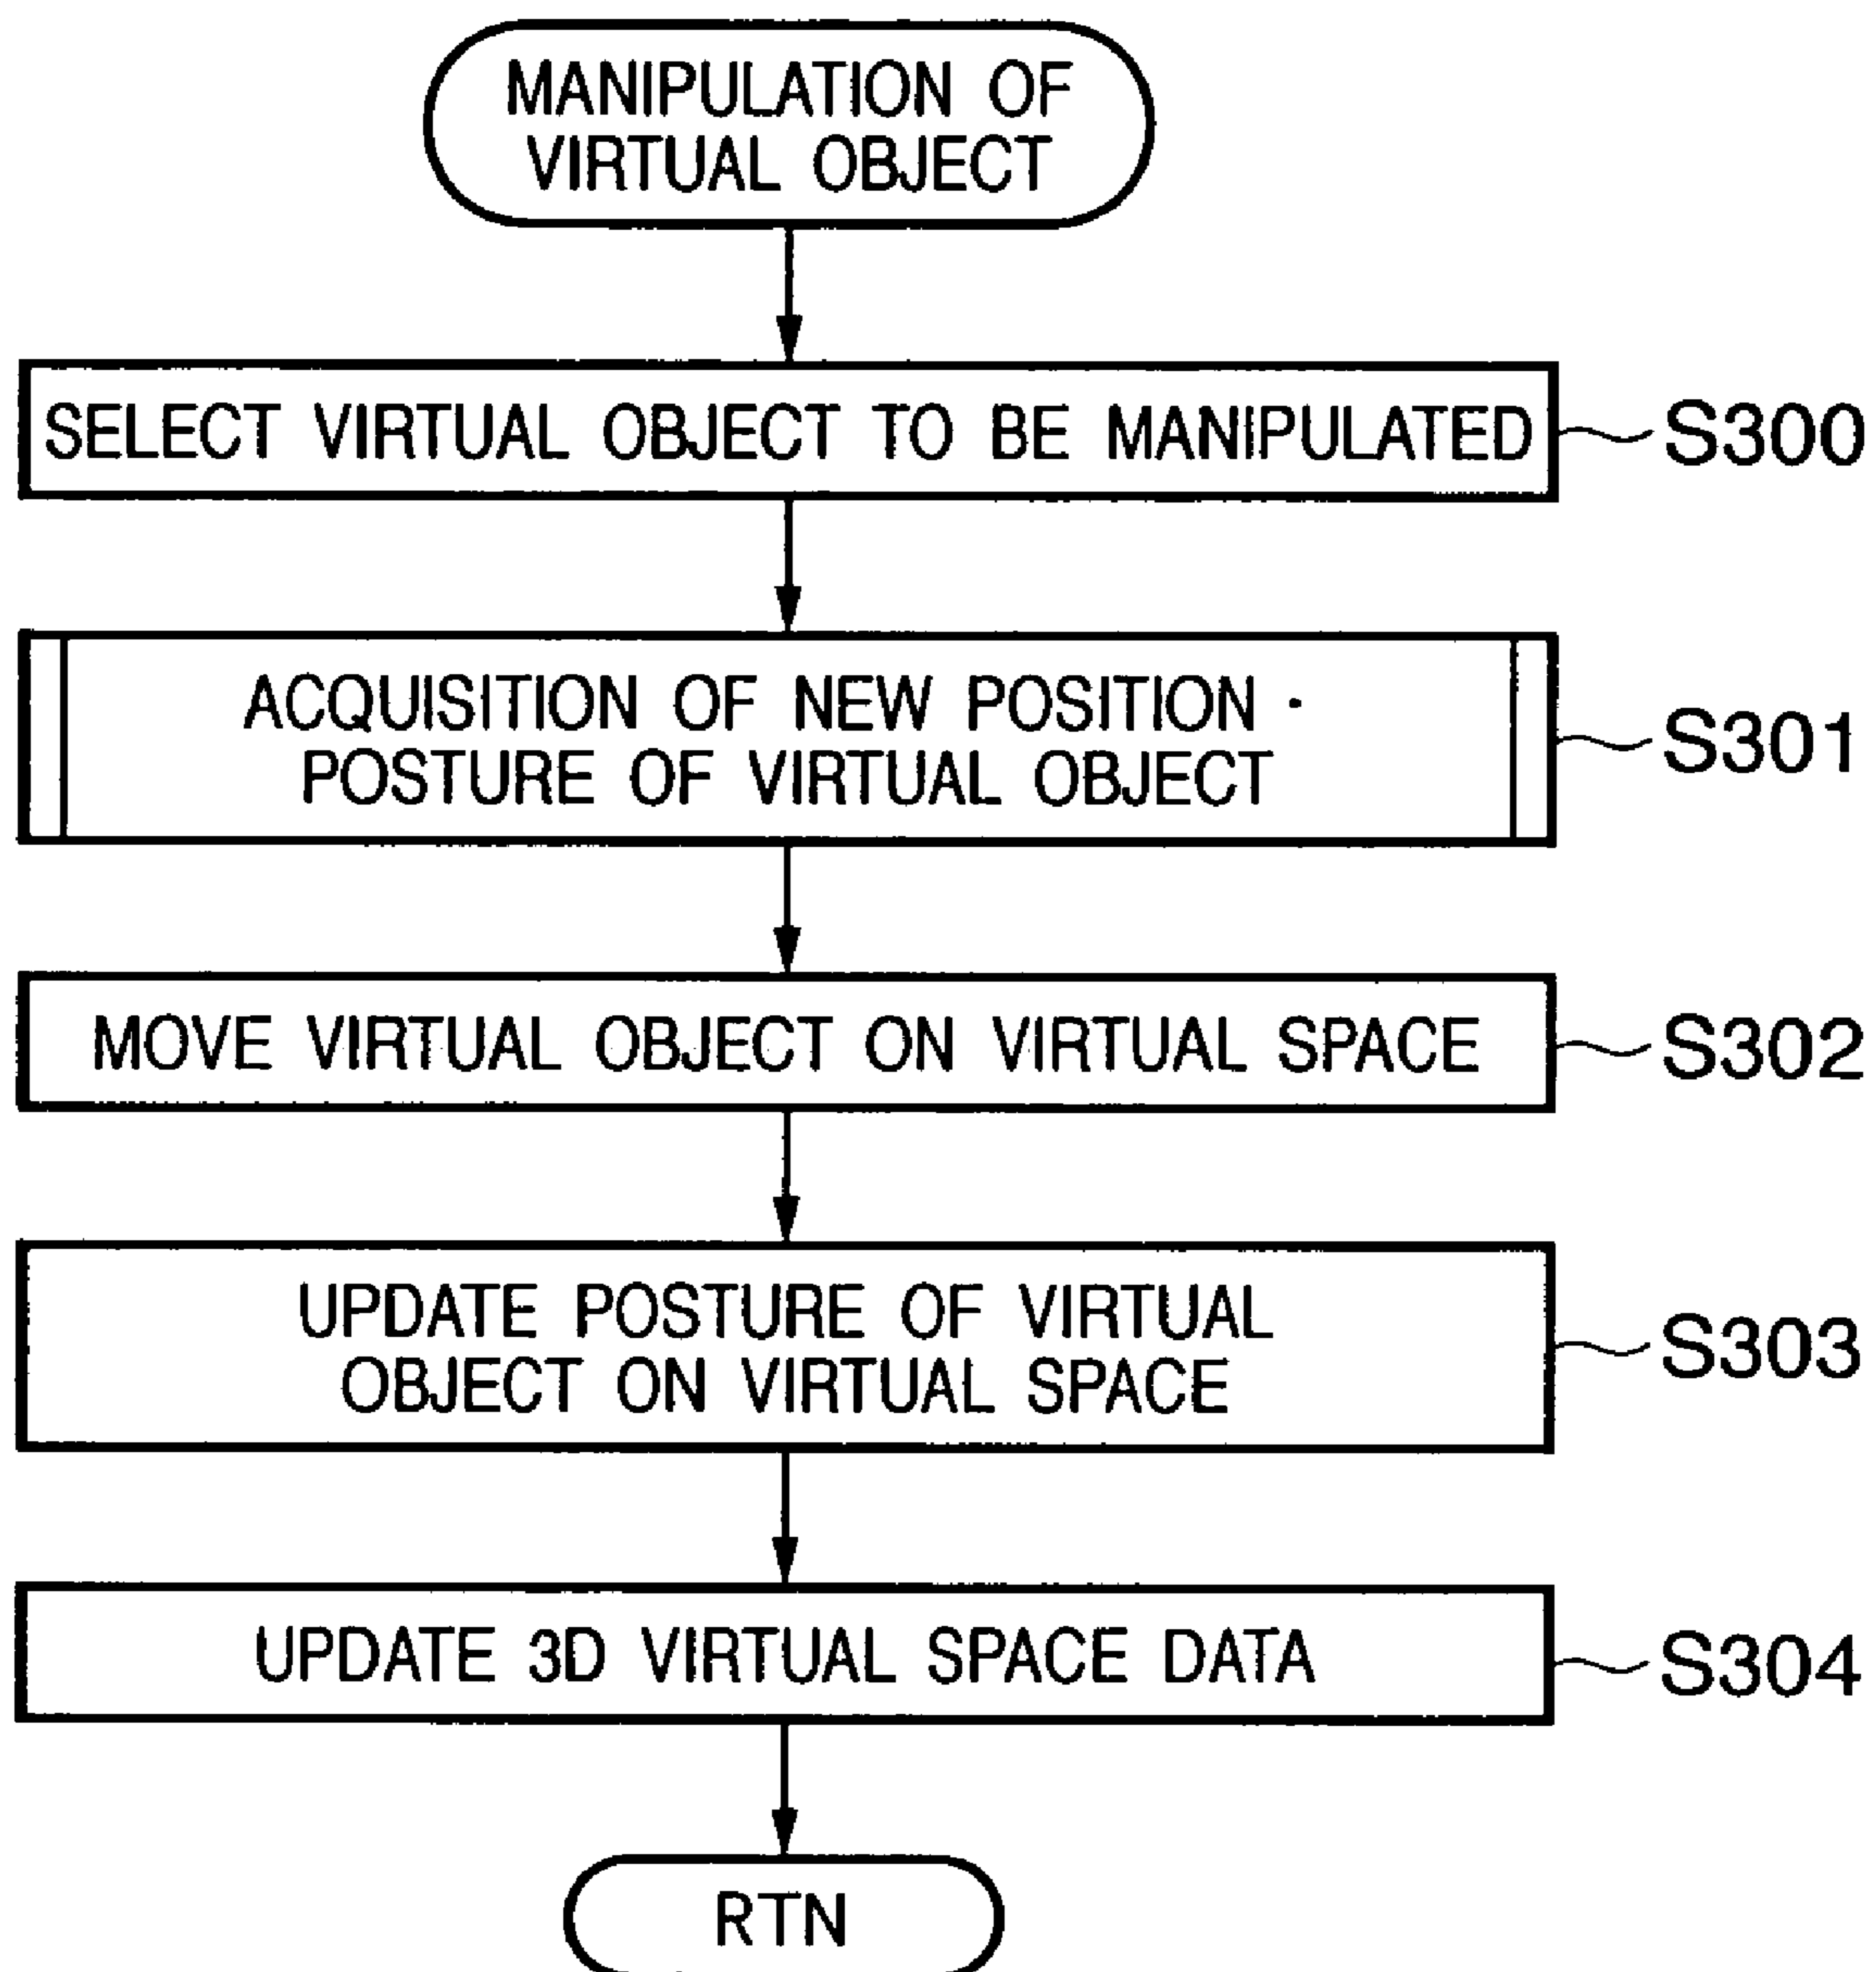 MANIPULATION OF
VIRTUAL OBJECT
SELECT VIRTUAL OBJECT TO BE MANIPULATED
S300
ACQUISITION OF NEW POSITION ·
POSTURE OF VIRTUAL OBJECT
S301
MOVE VIRTUAL OBJECT ON VIRTUAL SPACE
S302
UPDATE POSTURE OF VIRTUAL
OBJECT ON VIRTUAL SPACE
S303
UPDATE 3D VIRTUAL SPACE DATA
S304
RTN